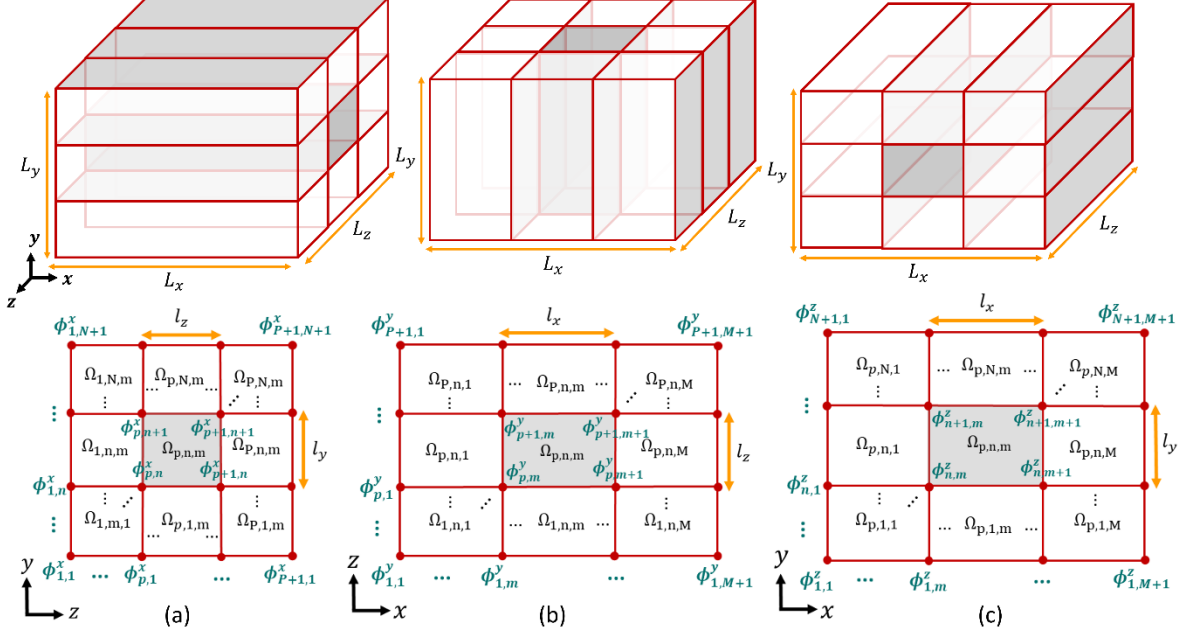 L_y
L_x
L_z
y
x
z
L_y
L_x
L_z
L_y
L_x
L_z
ϕ^x_{1,N+1}
l_z
ϕ^x_{P+1,N+1}
Ω_{1,N,m} Ω_{p,N,m} Ω_{P,N,m}
⋮ ... ... ⋰ ⋮
⋮
ϕ^x_{p,n+1} ϕ^x_{p+1,n+1}
Ω_{1,n,m} Ω_{p,n,m} Ω_{P,n,m}
l_y
ϕ^x_{p,n} ϕ^x_{p+1,n}
ϕ^x_{1,n}
⋰ ⋮
Ω_{1,m,1} Ω_{p,1,m} Ω_{P,1,m}
⋮ ... ...
ϕ^x_{1,1} ... ϕ^x_{p,1} ... ϕ^x_{P+1,1}
y
z
(a)
ϕ^y_{P+1,1}
l_x
ϕ^y_{P+1,M+1}
Ω_{P,n,1} ... Ω_{P,n,m} ... Ω_{P,n,M}
⋮ ⋰ ⋮
⋮
ϕ^y_{p+1,m} ϕ^y_{p+1,m+1}
Ω_{p,n,1} Ω_{p,n,m} Ω_{p,n,M}
l_z
ϕ^y_{p,m} ϕ^y_{p,m+1}
ϕ^y_{p,1}
⋮ ⋰ ⋮
Ω_{1,n,1} ... Ω_{1,n,m} ... Ω_{1,n,M}
⋮
ϕ^y_{1,1} ... ϕ^y_{1,m} ... ϕ^y_{1,M+1}
z
x
(b)
ϕ^z_{N+1,1}
l_x
ϕ^z_{N+1,M+1}
Ω_{p,N,1} ... Ω_{p,N,m} ... Ω_{p,N,M}
⋮ ⋰ ⋮
⋮
ϕ^z_{n+1,m} ϕ^z_{n+1,m+1}
Ω_{p,n,1} Ω_{p,n,m} Ω_{p,n,M}
l_y
ϕ^z_{n,m} ϕ^z_{n,m+1}
ϕ^z_{n,1}
⋮ ⋰ ⋮
Ω_{p,1,1} ... Ω_{p,1,m} ... Ω_{p,1,M}
⋮
ϕ^z_{1,1} ... ϕ^z_{1,m} ... ϕ^z_{1,M+1}
y
x
(c)